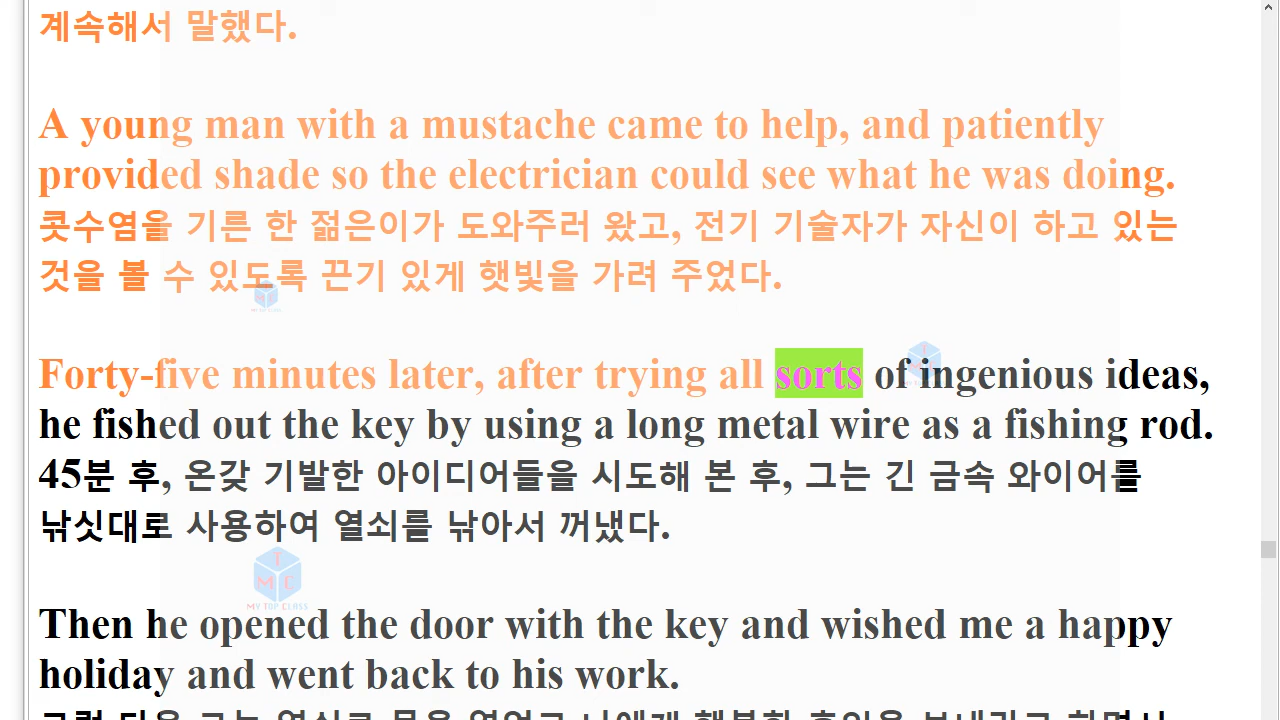 계속해서 말했다.
A young man with a mustache came to help, and patiently
provided shade so the electrician could see what he was doing.
콧수염을 기른 한 젊은이가 도와주러 왔고, 전기 기술자가 자신이 하고 있는
것을 볼 수 있도록 끈기 있게 햇빛을 가려 주었다.
Forty-five minutes later, after trying all sorts of ingenious ideas,
he fished out the key by using a long metal wire as a fishing rod.
45분 후, 온갖 기발한 아이디어들을 시도해 본 후, 그는 긴 금속 와이어를
낚싯대로 사용하여 열쇠를 낚아서 꺼냈다.
T
M C
MY TOP CLASS
Then he opened the door with the key and wished me a happy
holiday and went back to his work.